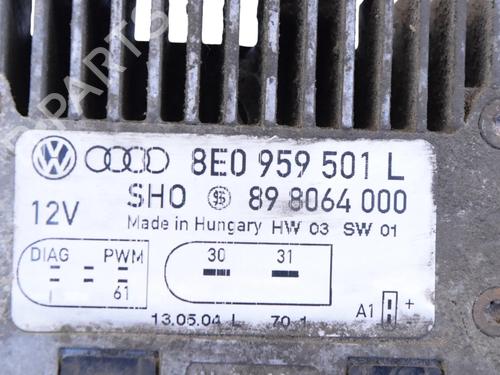 8E0 959 501 L
SHO 89 8064 000
12V
Made in Hungary HW 03 SW 01
DIAG PWM
61
30 31
A1 + -
13.05.04 L 70 1
PARTS